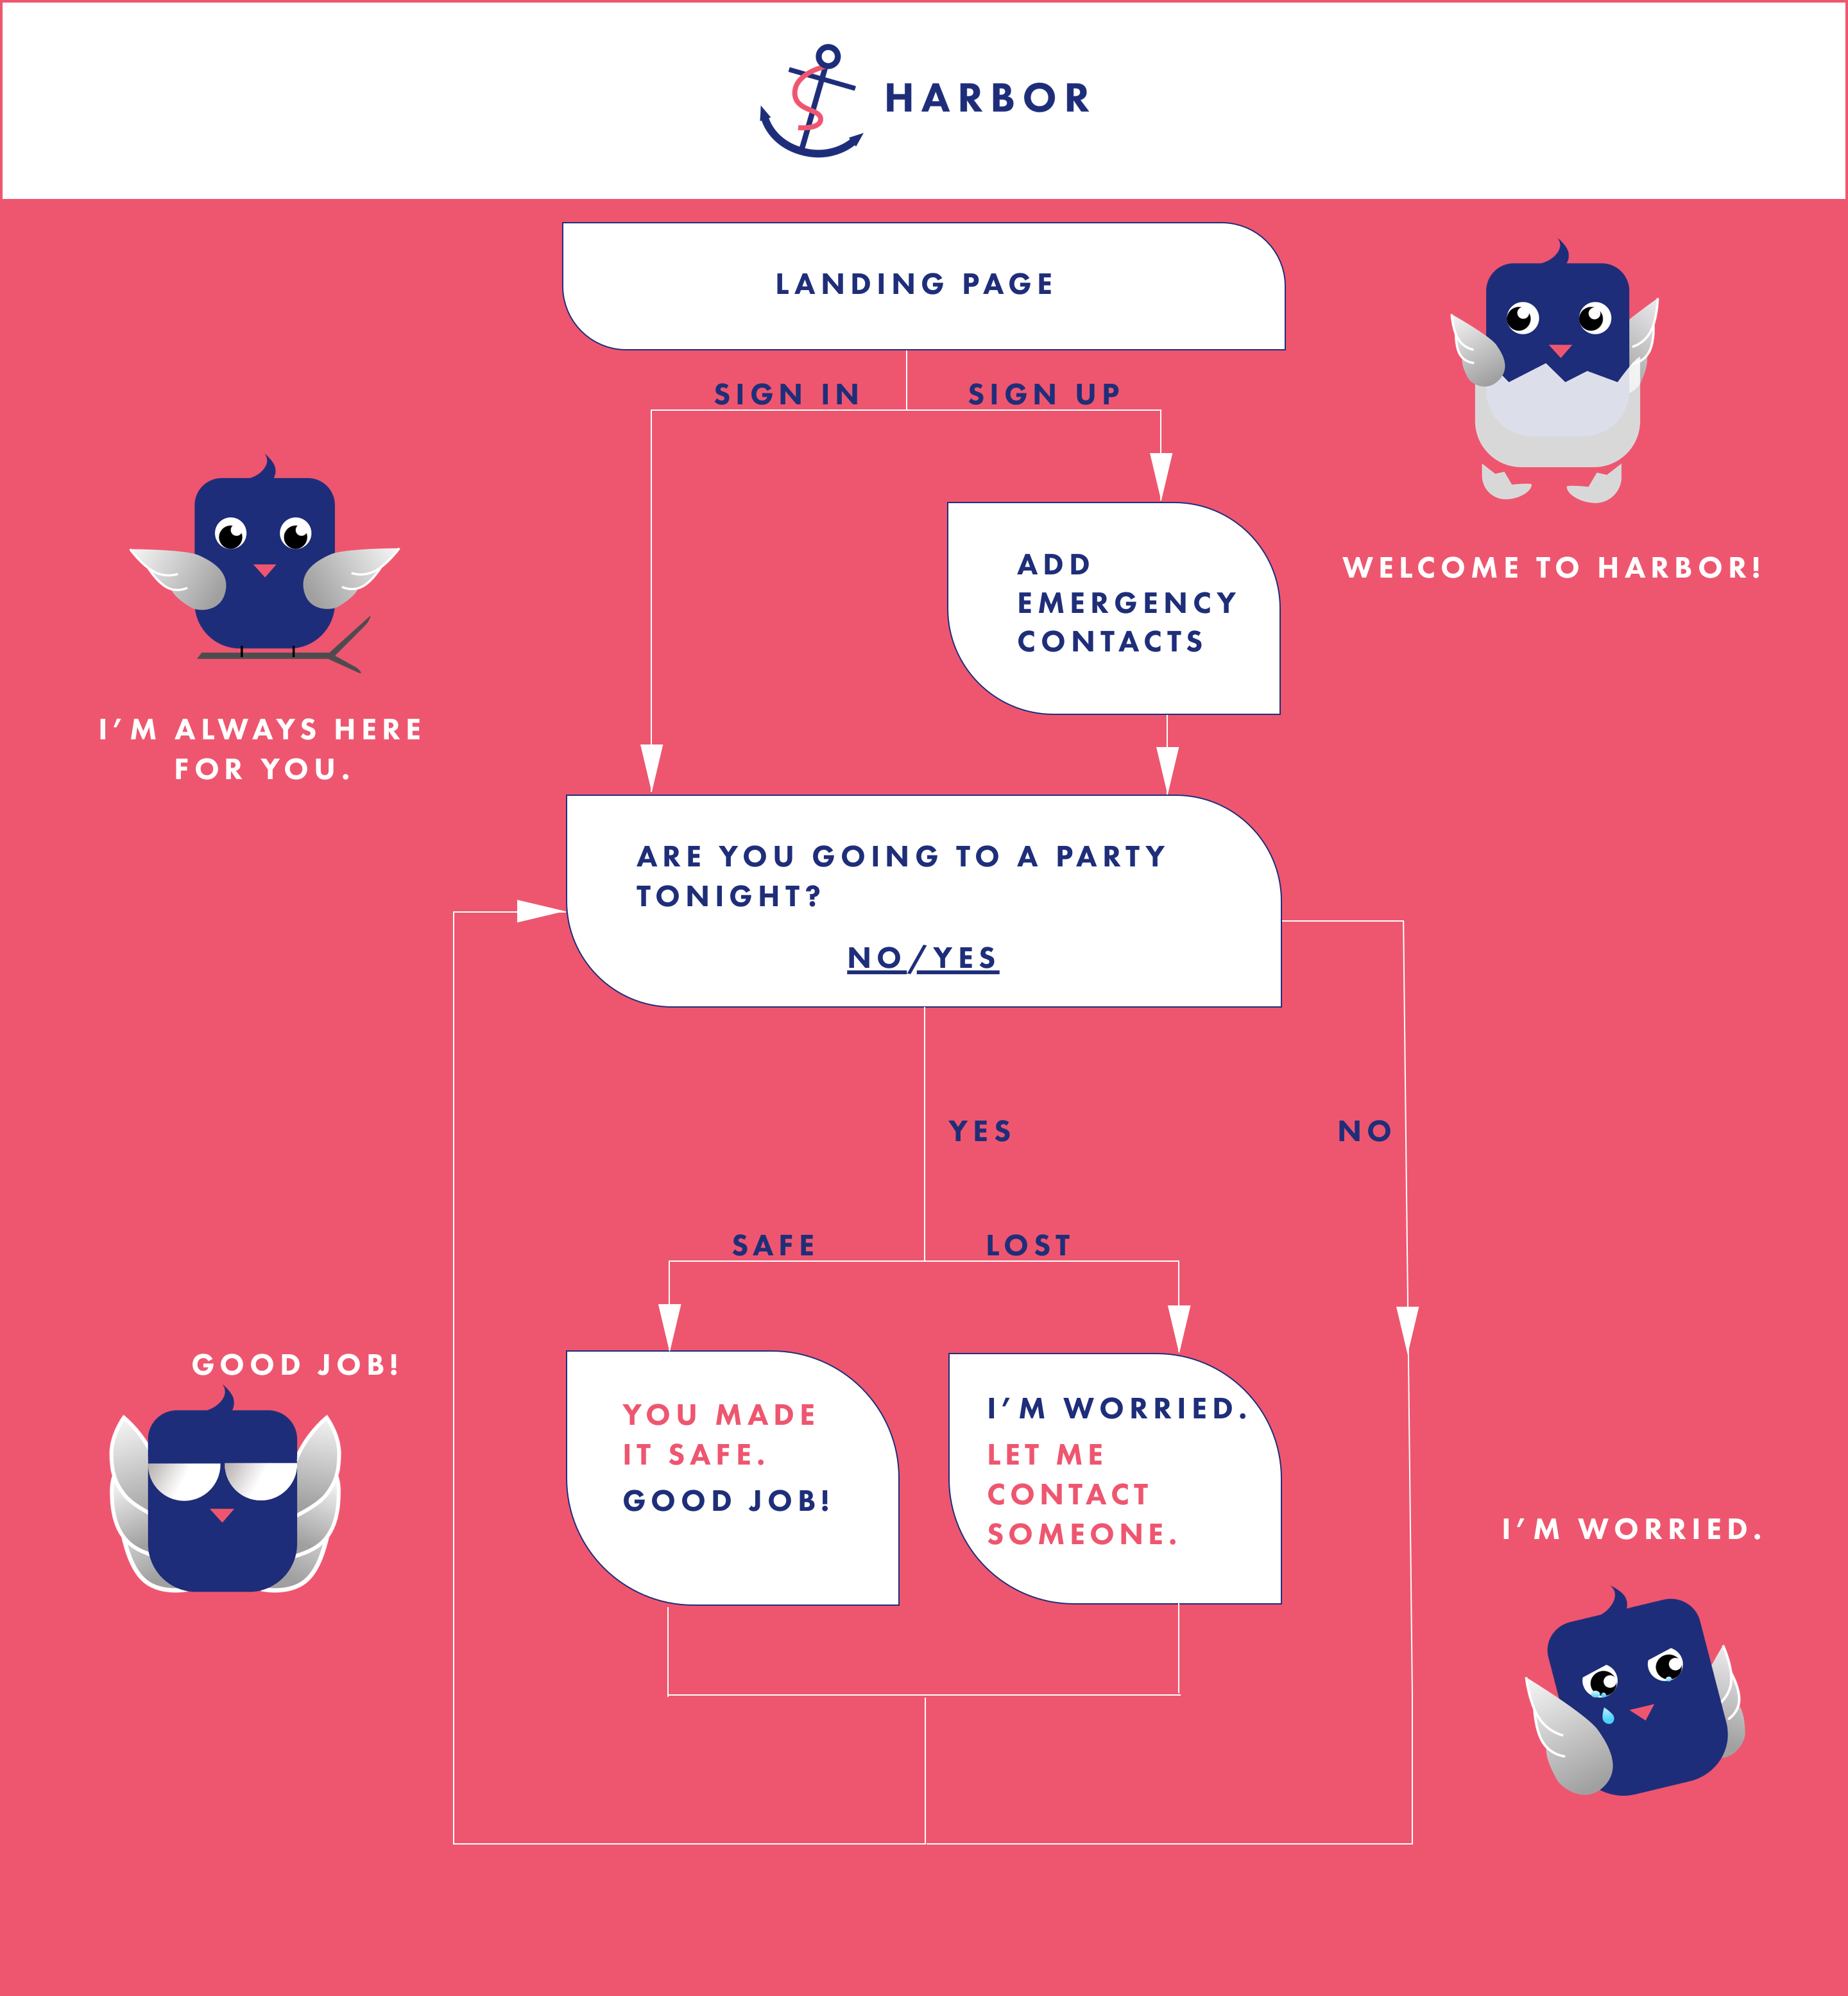 HARBOR
LANDING PAGE
SIGN IN
SIGN UP
ADD
EMERGENCY
CONTACTS
WELCOME TO HARBOR!
I’M ALWAYS HERE
FOR YOU.
ARE YOU GOING TO A PARTY
TONIGHT?
NO/YES
YES
NO
SAFE
LOST
GOOD JOB!
YOU MADE
IT SAFE.
GOOD JOB!
I’M WORRIED.
LET ME
CONTACT
SOMEONE.
I’M WORRIED.